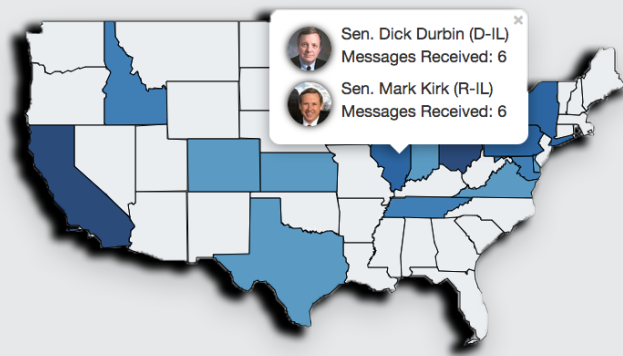 Sen. Dick Durbin (D-IL)
Messages Received: 6
Sen. Mark Kirk (R-IL)
Messages Received: 6